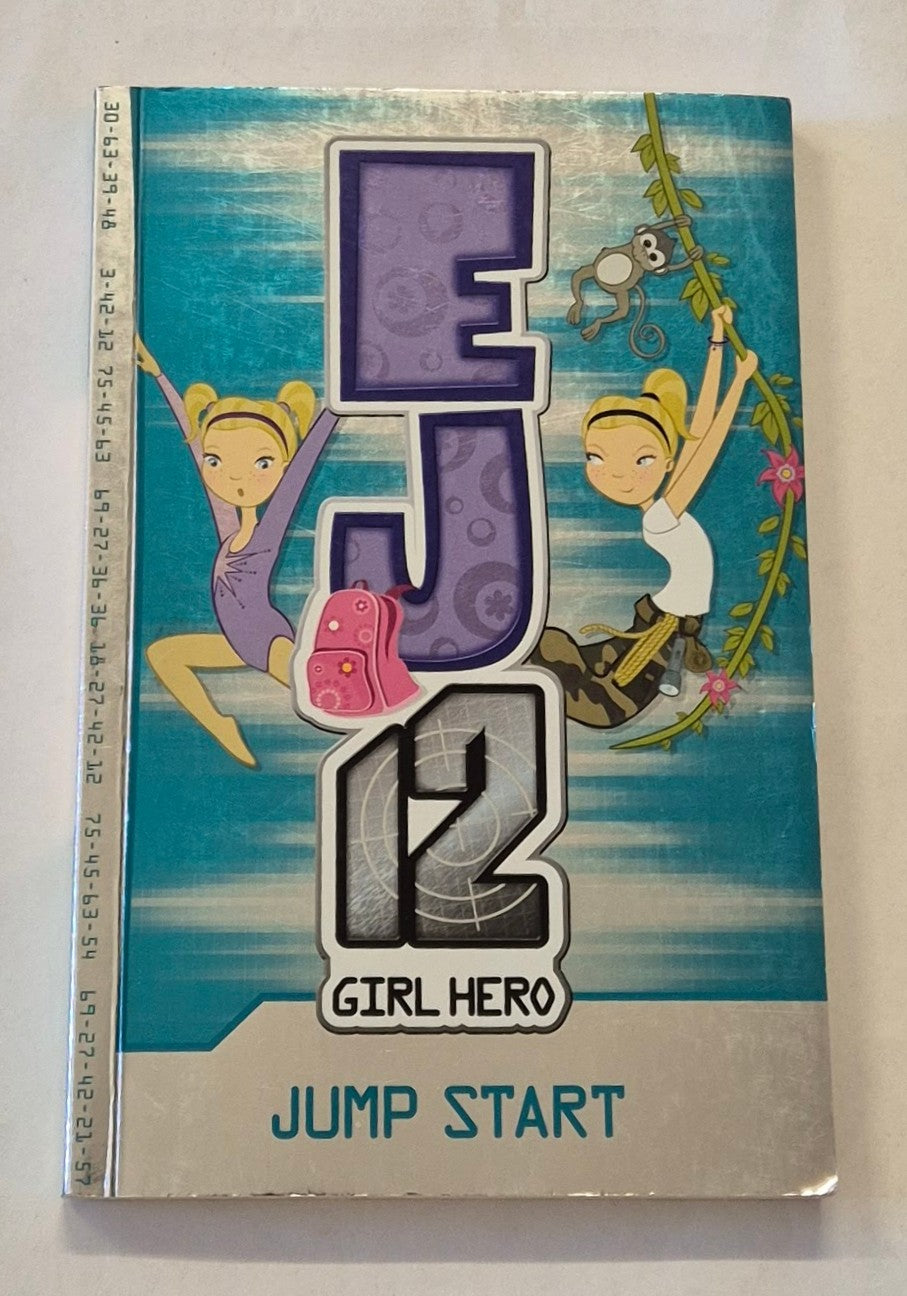 30-63-39-48 3-42-12 75-45-63 69-27-36-36 18-27-42-12 75-45-63-54 69-27-42-21-57
E
J
12
GIRL HERO
JUMP START